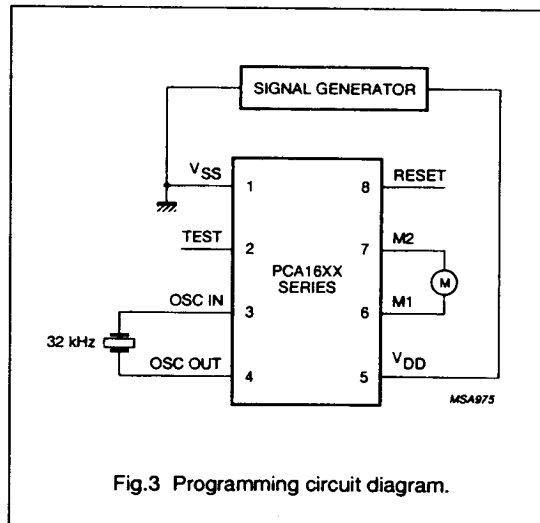 SIGNAL GENERATOR
VSS
1
8
RESET
TEST
2
7
M2
PCA16XX
SERIES
M
OSC IN
3
6
M1
32 kHz
OSC OUT
4
5
VDD
MSA975
Fig.3 Programming circuit diagram.